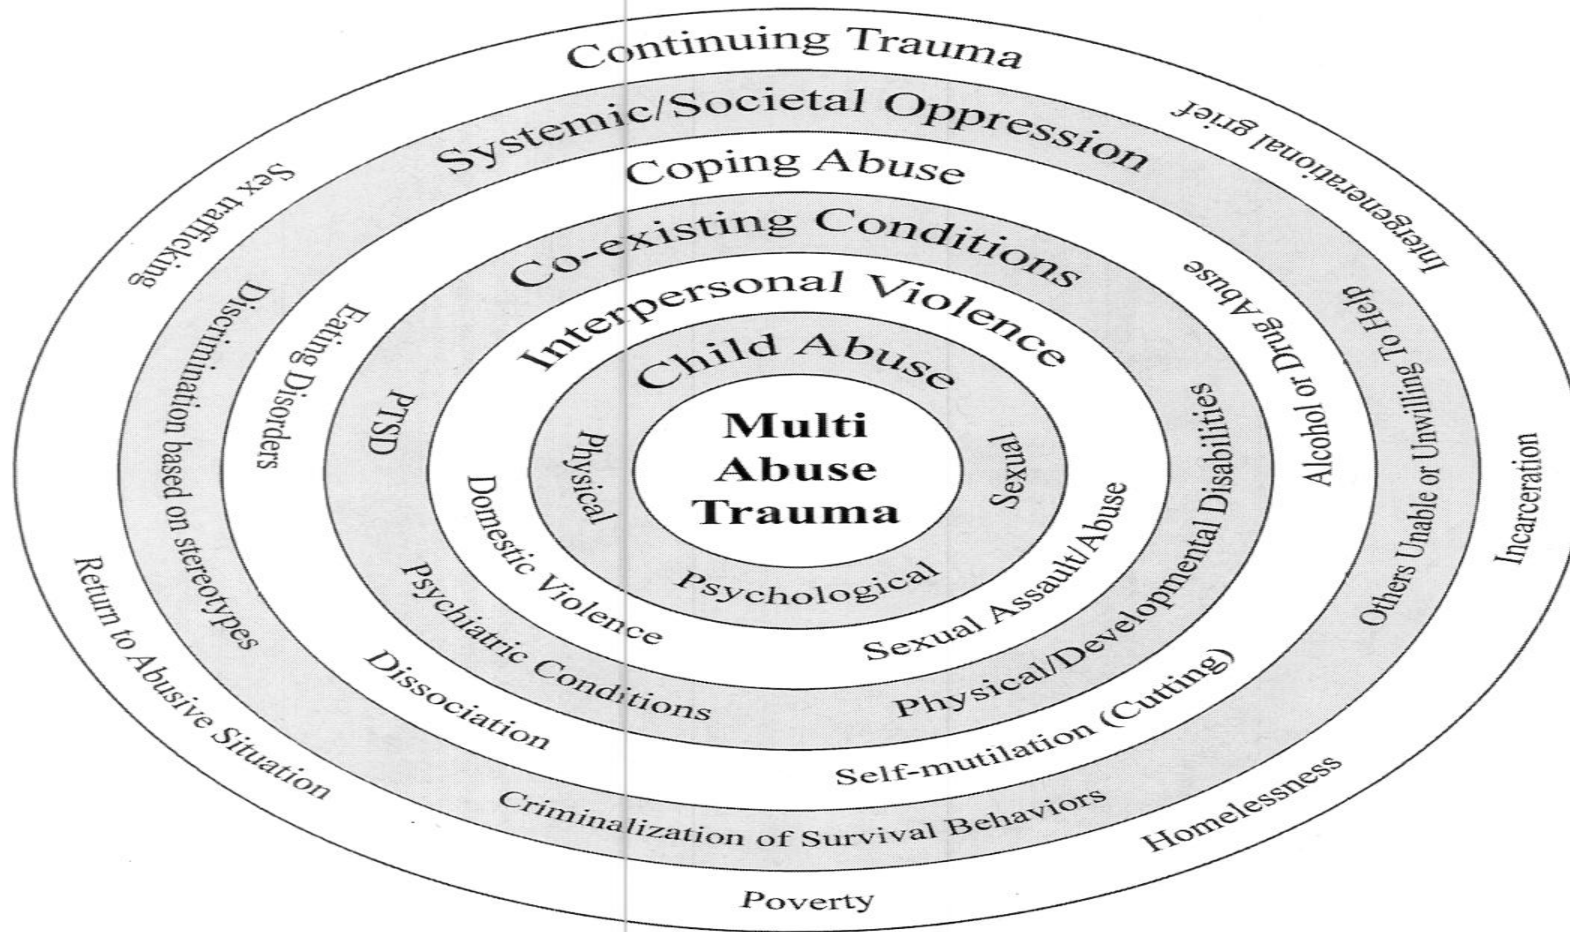 Continuing Trauma
Intergenerational grief
Incarceration
Homelessness
Poverty
Return to Abusive Situation
Sex trafficking
Systemic/Societal Oppression
Others Unable or Unwilling To Help
Criminalization of Survival Behaviors
Discrimination based on stereotypes
Coping Abuse
Alcohol or Drug Abuse
Self-mutilation (Cutting)
Dissociation
Eating Disorders
Co-existing Conditions
Physical/Developmental Disabilities
Psychiatric Conditions
PTSD
Interpersonal Violence
Sexual Assault/Abuse
Domestic Violence
Child Abuse
Sexual
Psychological
Physical
Multi
Abuse
Trauma